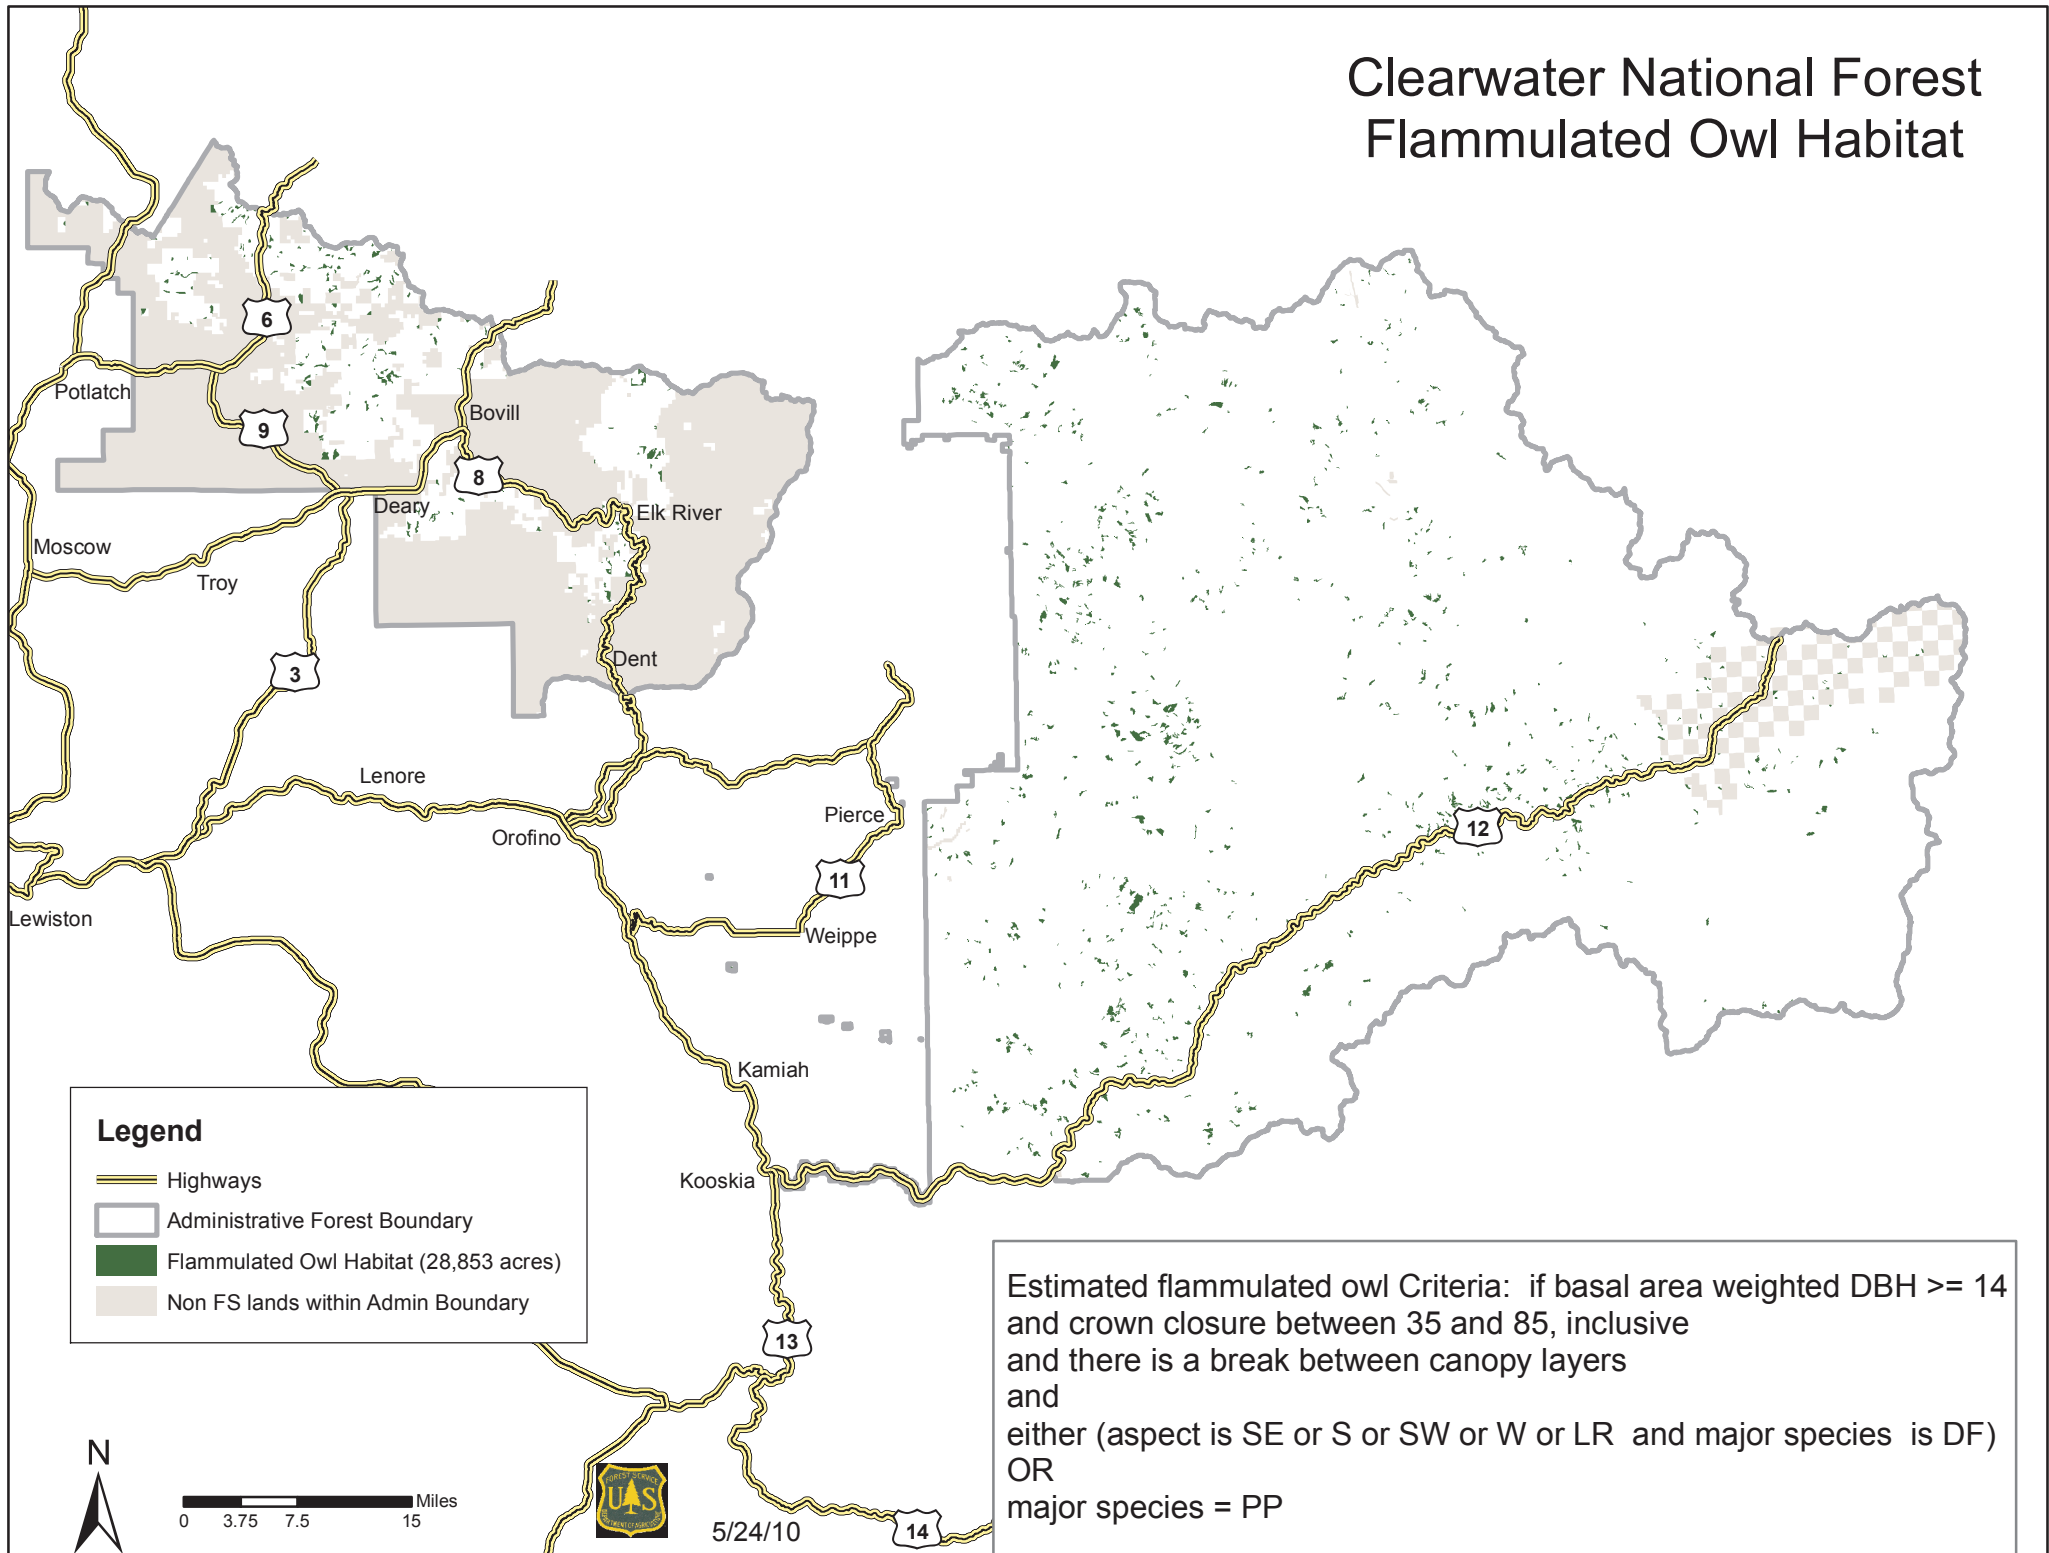 Clearwater National Forest
Flammulated Owl Habitat
6
Potlatch
9
Bovill
8
Deary
Elk River
Moscow
Troy
Dent
3
Lenore
Orofino
Pierce
12
11
Lewiston
Weippe
Kamiah
Kooskia
13
14
Legend
Highways
Administrative Forest Boundary
Flammulated Owl Habitat (28,853 acres)
Non FS lands within Admin Boundary
Estimated flammulated owl Criteria: if basal area weighted DBH >= 14
and crown closure between 35 and 85, inclusive
and there is a break between canopy layers
and
either (aspect is SE or S or SW or W or LR and major species is DF)
OR
major species = PP
N
Miles
0 3.75 7.5 15
FOREST SERVICE
U S
DEPARTMENT OF AGRICULTURE
5/24/10